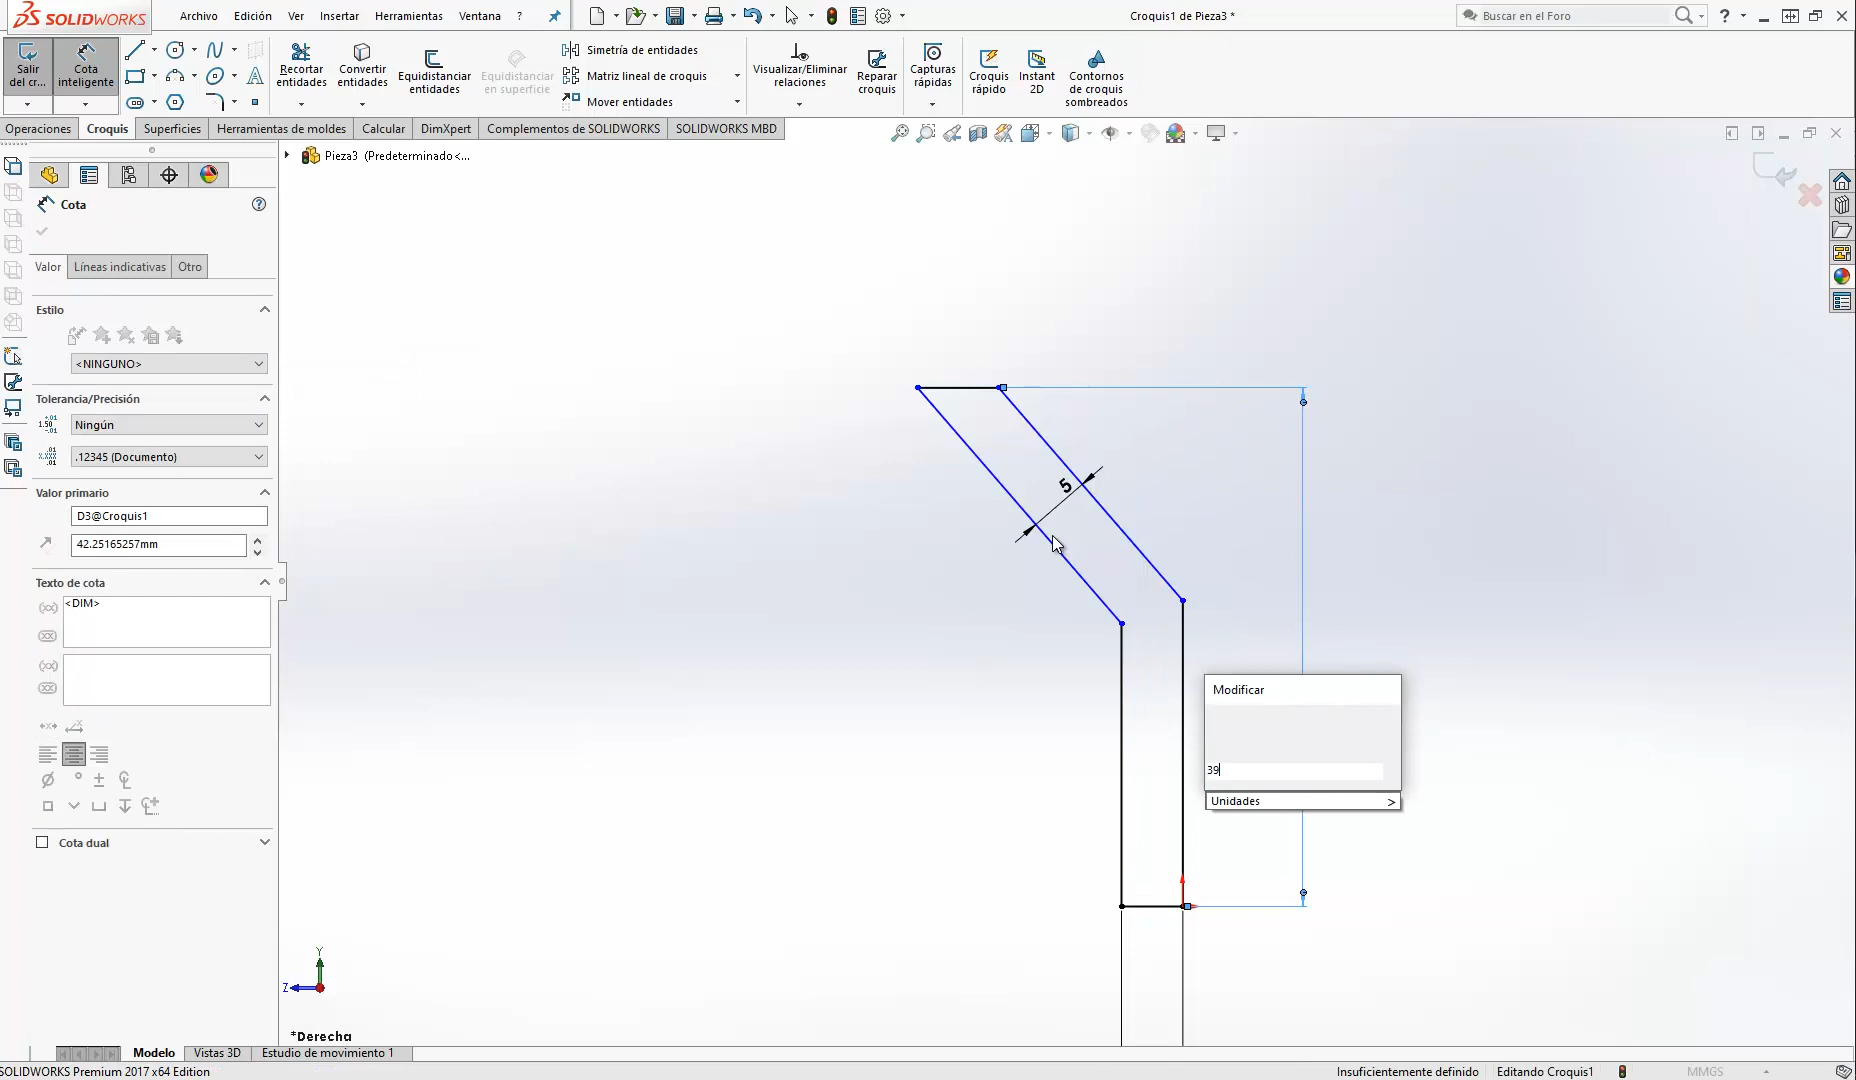 SOLIDWORKS
Archivo
Edición
Ver
Insertar
Herramientas
Ventana
?
Croquis1 de Pieza3 *
Buscar en el Foro
?
Salir del cr...
Cota inteligente
Recortar entidades
Convertir entidades
Equidistanciar entidades
Equidistanciar en superficie
Simetría de entidades
Matriz lineal de croquis
Mover entidades
Visualizar/Eliminar relaciones
Reparar croquis
Capturas rápidas
Croquis rápido
Instant 2D
Contornos de croquis sombreados
Operaciones
Croquis
Superficies
Herramientas de moldes
Calcular
DimXpert
Complementos de SOLIDWORKS
SOLIDWORKS MBD
Pieza3 (Predeterminado<...
Cota
Valor
Líneas indicativas
Otro
Estilo
<NINGUNO>
Tolerancia/Precisión
Ningún
.12345 (Documento)
Valor primario
D3@Croquis1
42.25165257mm
Texto de cota
<DIM>
Cota dual
5
Modificar
39
Unidades >
Y
Z
*Derecha
Modelo
Vistas 3D
Estudio de movimiento 1
SOLIDWORKS Premium 2017 x64 Edition
Insuficientemente definido
Editando Croquis1
MMGS